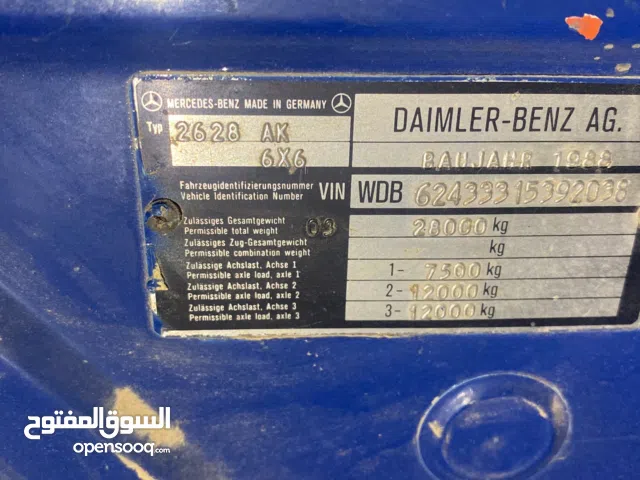 MERCEDES-BENZ MADE IN GERMANY
Typ 2628 AK
6X6
DAIMLER-BENZ AG.
BAUJAHR 1988
Fahrzeugidentifizierungsnummer
Vehicle Identification Number
VIN WDB 62433315392038
Zulässiges Gesamtgewicht
Permissible total weight
28000 kg
Zulässiges Zug-Gesamtgewicht
Permissible combination weight
kg
Zulässige Achslast, Achse 1
Permissible axle load, axle 1
1- 7500 kg
Zulässige Achslast, Achse 2
Permissible axle load, axle 2
2- 12000 kg
Zulässige Achslast, Achse 3
Permissible axle load, axle 3
3- 12000 kg
السوق المفتوح
opensooq.com